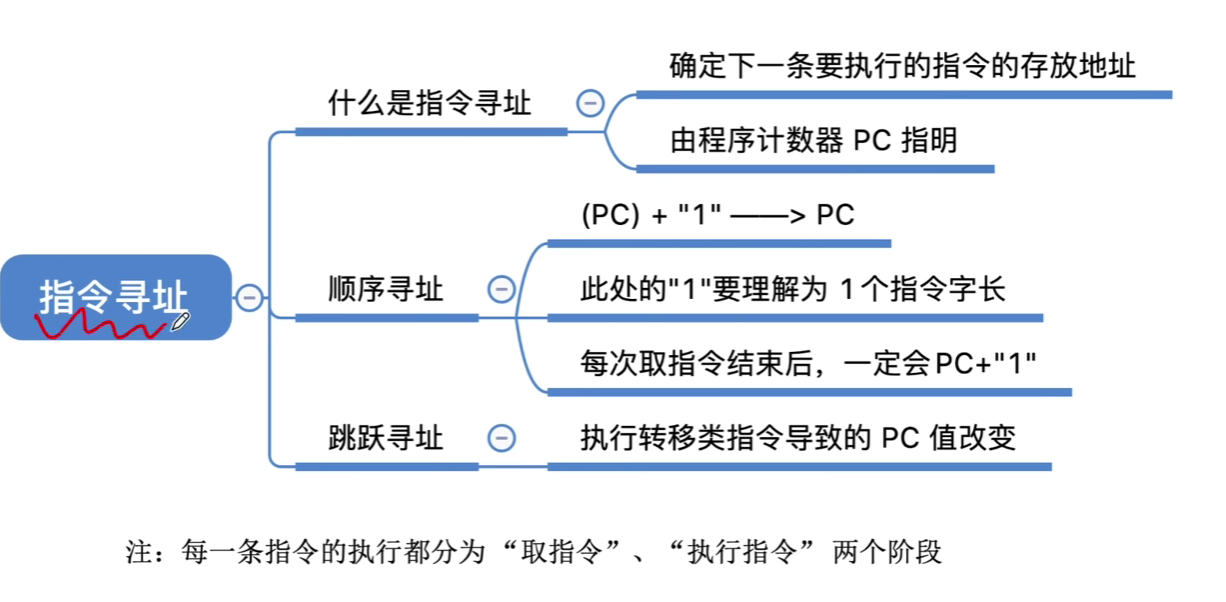 确定下一条要执行的指令的存放地址
什么是指令寻址
由程序计数器 PC 指明
(PC) + "1" ——> PC
指令寻址
顺序寻址
此处的"1"要理解为 1个指令字长
每次取指令结束后，一定会PC+"1"
跳跃寻址
执行转移类指令导致的 PC 值改变
注：每一条指令的执行都分为 “取指令”、“执行指令” 两个阶段